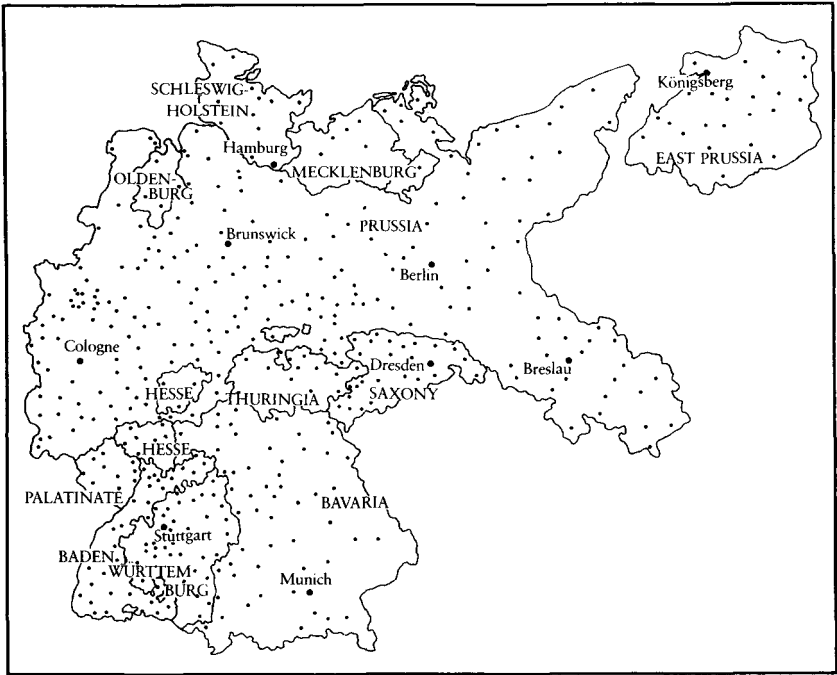 Königsberg
SCHLESWIG-
HOLSTEIN
Hamburg
EAST PRUSSIA
MECKLENBURG
OLDEN-
BURG
PRUSSIA
Brunswick
Berlin
Cologne
Dresden
Breslau
HESSE
THURINGIA
SAXONY
HESSE
PALATINATE
BAVARIA
Stuttgart
BADEN
WÜRTTEM
BURG
Munich